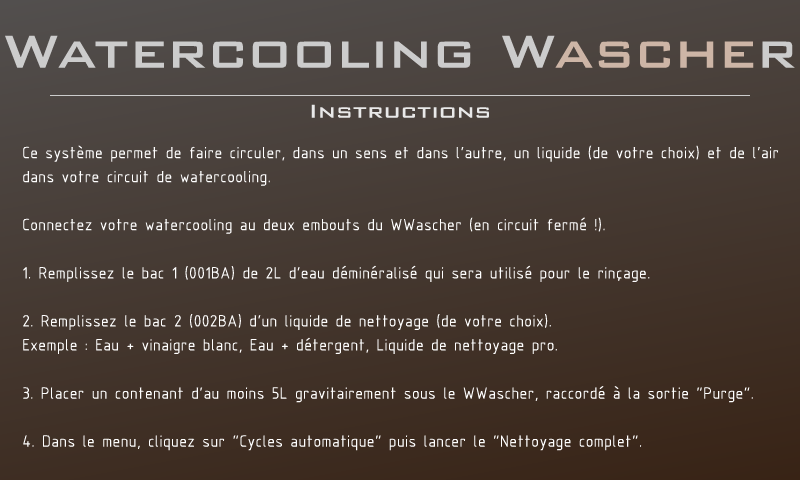 Watercooling Wascher
Instructions
Ce système permet de faire circuler, dans un sens et dans l'autre, un liquide (de votre choix) et de l'air
dans votre circuit de watercooling.
Connectez votre watercooling au deux embouts du WWascher (en circuit fermé !).
1. Remplissez le bac 1 (001BA) de 2L d'eau déminéralisé qui sera utilisé pour le rinçage.
2. Remplissez le bac 2 (002BA) d'un liquide de nettoyage (de votre choix).
Exemple : Eau + vinaigre blanc, Eau + détergent, Liquide de nettoyage pro.
3. Placer un contenant d'au moins 5L gravitairement sous le WWascher, raccordé à la sortie "Purge".
4. Dans le menu, cliquez sur "Cycles automatique" puis lancer le "Nettoyage complet".